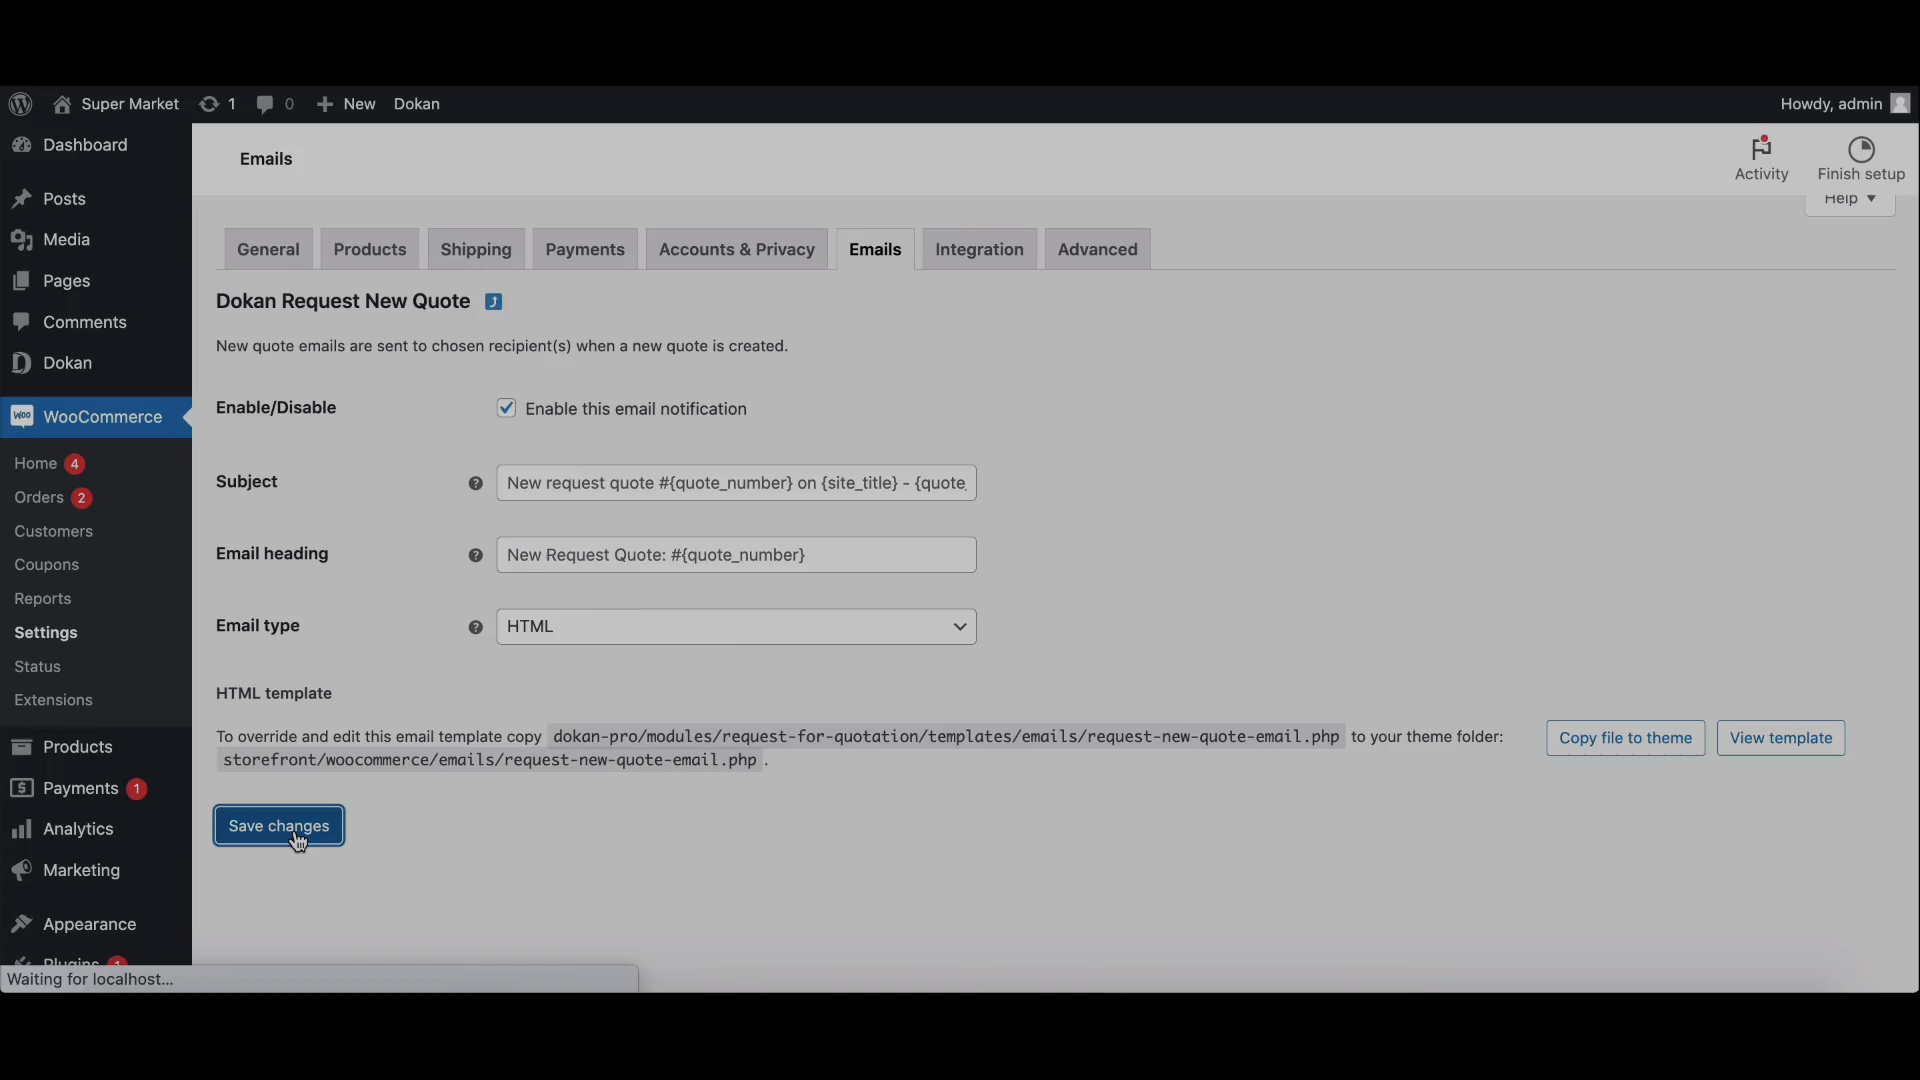 Super Market 1 0 New Dokan Howdy, admin
Dashboard
Posts
Media
Pages
Comments
Dokan
WooCommerce
Home 4
Orders 2
Customers
Coupons
Reports
Settings
Status
Extensions
Products
Payments 1
Analytics
Marketing
Appearance
Plugins 1
Waiting for localhost...
Emails
Activity
Finish setup
Help
General Products Shipping Payments Accounts & Privacy Emails Integration Advanced
Dokan Request New Quote
New quote emails are sent to chosen recipient(s) when a new quote is created.
Enable/Disable Enable this email notification
Subject New request quote #{quote_number} on {site_title} - {quote_
Email heading New Request Quote: #{quote_number}
Email type HTML
HTML template
To override and edit this email template copy dokan-pro/modules/request-for-quotation/templates/emails/request-new-quote-email.php to your theme folder:
storefront/woocommerce/emails/request-new-quote-email.php .
Copy file to theme View template
Save changes